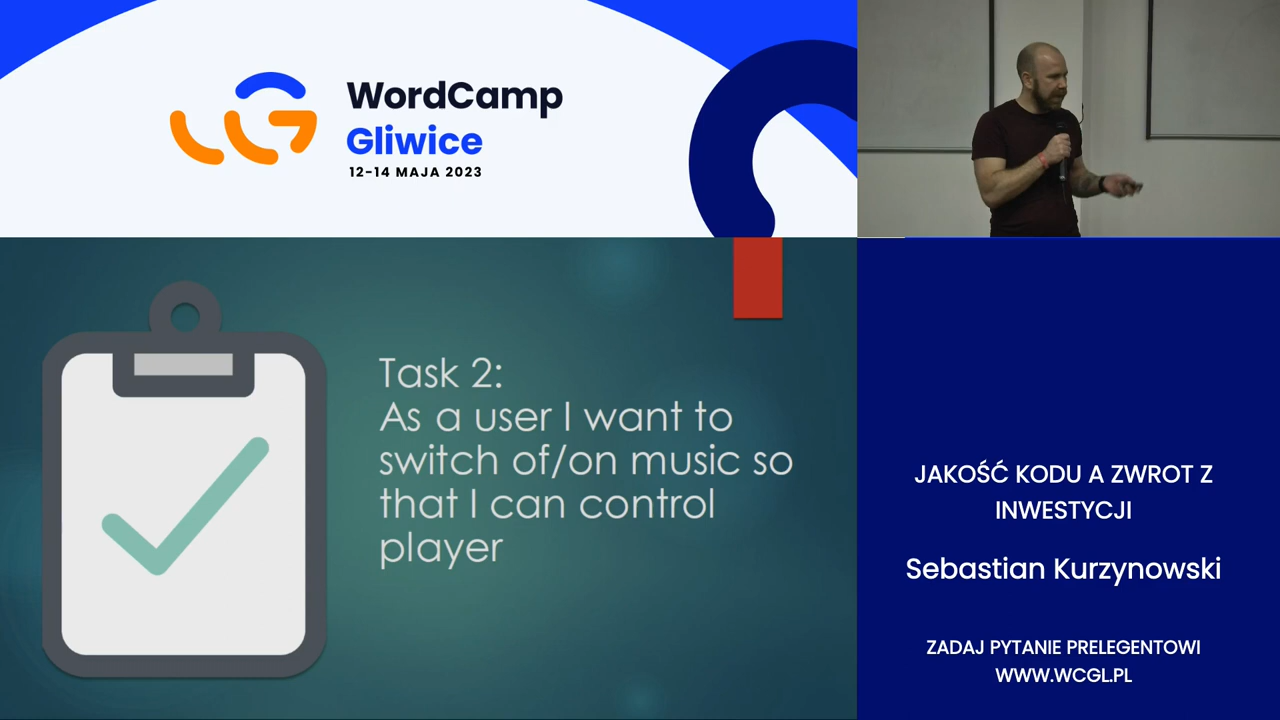 WordCamp
Gliwice
12-14 MAJA 2023
Task 2:
As a user I want to
switch of/on music so
that I can control
player
JAKOŚĆ KODU A ZWROT Z
INWESTYCJI
Sebastian Kurzynowski
ZADAJ PYTANIE PRELEGENTOWI
WWW.WCGL.PL